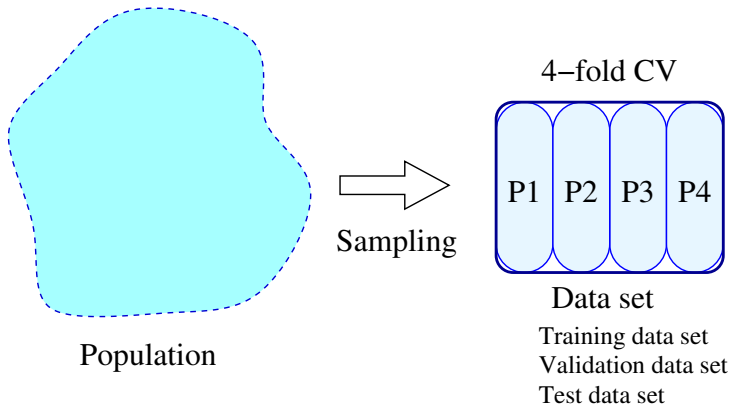 4−fold CV
P1 P2 P3 P4
Sampling
Data set
Training data set
Validation data set
Test data set
Population